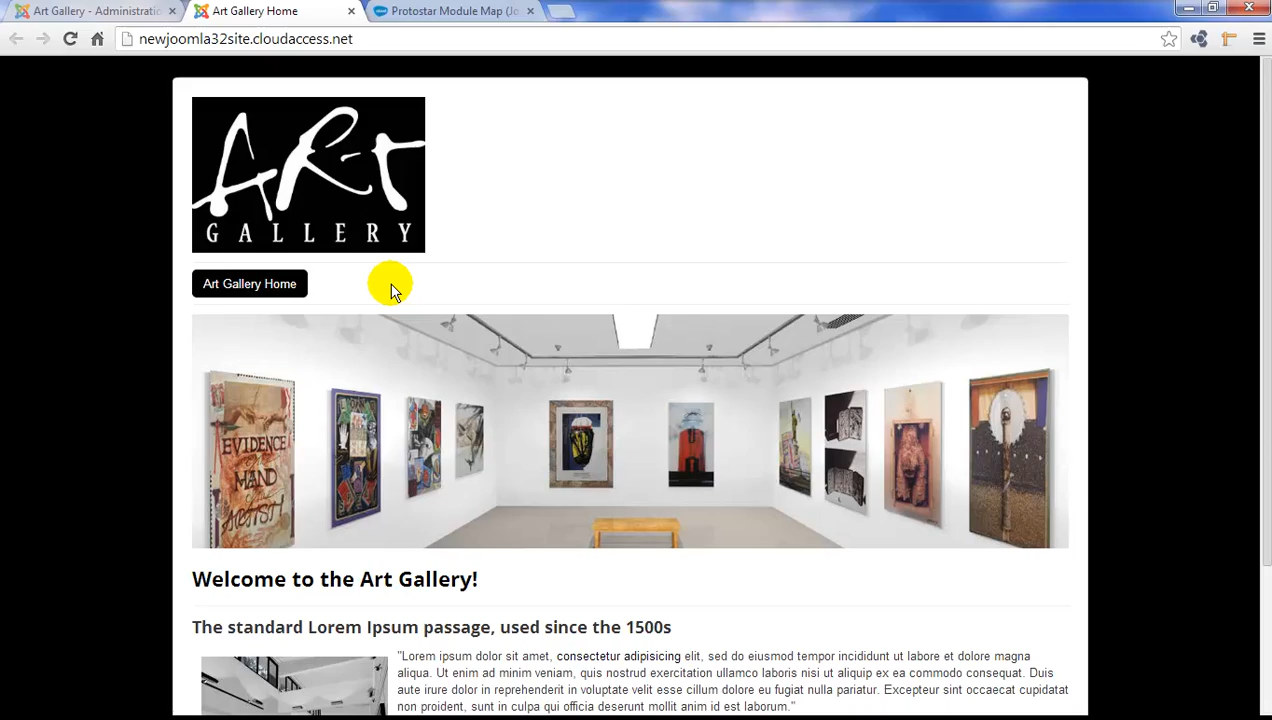 Art Gallery - Administratio
Art Gallery Home
Protostar Module Map (Jo
newjoomla32site.cloudaccess.net
ART
GALLERY
Art Gallery Home
EVIDENCE
HAND
ARTIST
Welcome to the Art Gallery!
The standard Lorem Ipsum passage, used since the 1500s
"Lorem ipsum dolor sit amet, consectetur adipisicing elit, sed do eiusmod tempor incididunt ut labore et dolore magna
aliqua. Ut enim ad minim veniam, quis nostrud exercitation ullamco laboris nisi ut aliquip ex ea commodo consequat. Duis
aute irure dolor in reprehenderit in voluptate velit esse cillum dolore eu fugiat nulla pariatur. Excepteur sint occaecat cupidatat
non proident, sunt in culpa qui officia deserunt mollit anim id est laborum."